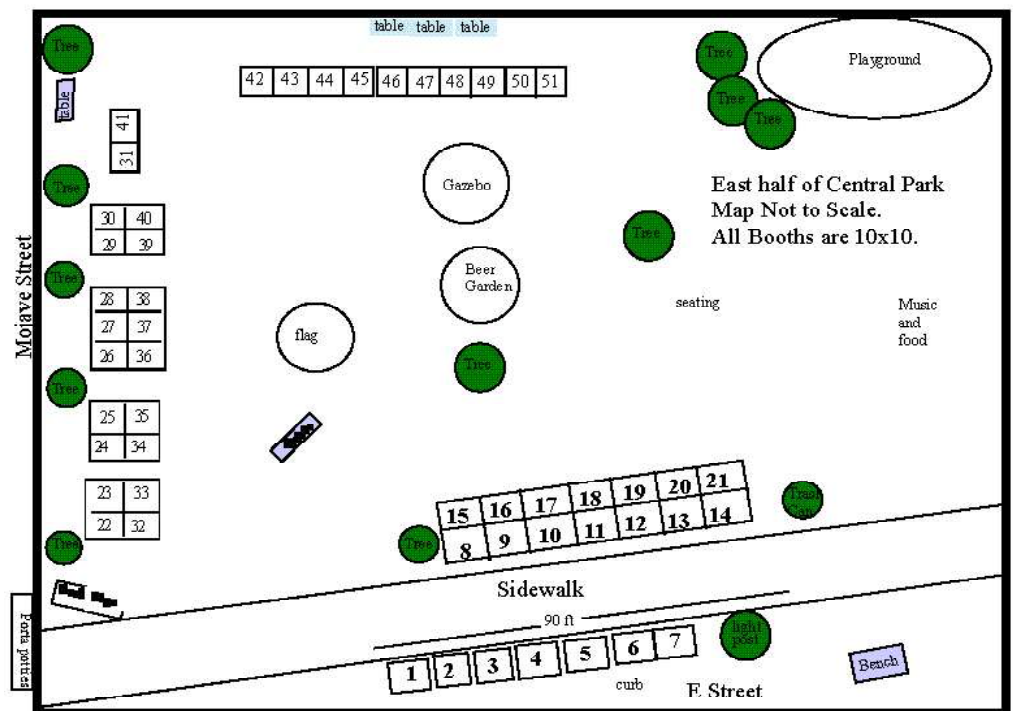 table table table
Tree
Tree
Playground
42 43 44 45 46 47 48 49 50 51
table
Tree
Tree
41
31
Gazebo
East half of Central Park
Map Not to Scale.
All Booths are 10x10.
Tree
30 40
29 39
Tree
Mojave Street
Beer
Garden
Tree
28 38
27 37
26 36
flag
seating
Music
and
food
Tree
Tree
25 35
24 34
23 33
22 32
15 16 17 18 19 20 21
8 9 10 11 12 13 14
Trash
Can
Tree
Tree
Sidewalk
90 ft
Porta potties
light
post
1 2 3 4 5 6 7
curb
E Street
Bench